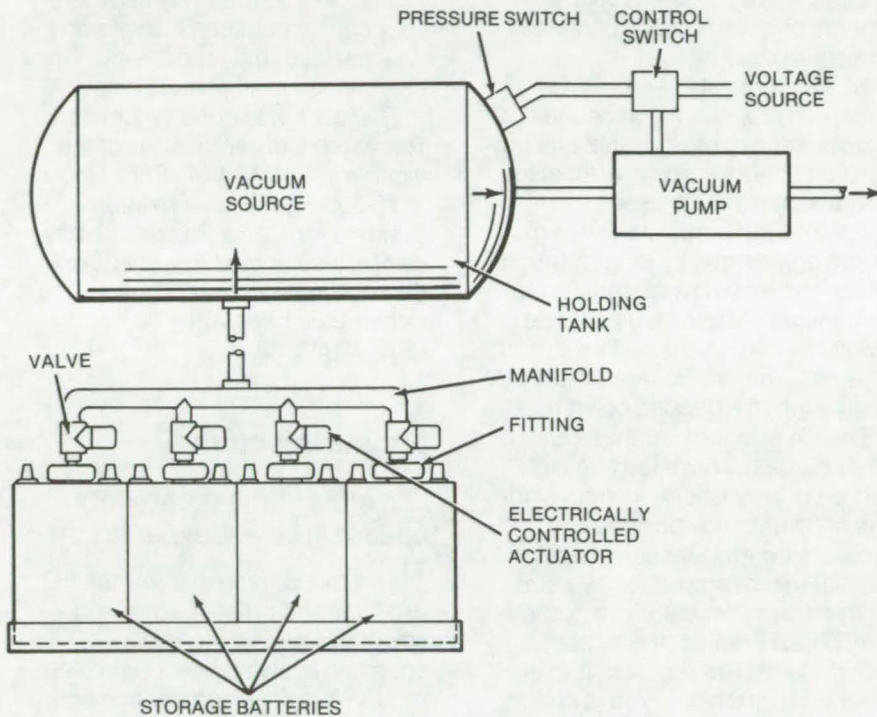 PRESSURE SWITCH
CONTROL
SWITCH
VOLTAGE
SOURCE
VACUUM
SOURCE
VACUUM
PUMP
HOLDING
TANK
VALVE
MANIFOLD
FITTING
ELECTRICALLY
CONTROLLED
ACTUATOR
STORAGE BATTERIES